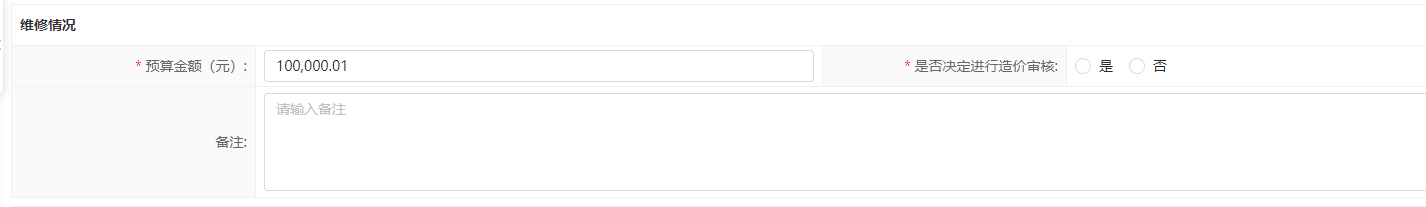 维修情况
* 预算金额（元）: 100,000.01 * 是否决定进行造价审核: 是 否
备注: 请输入备注